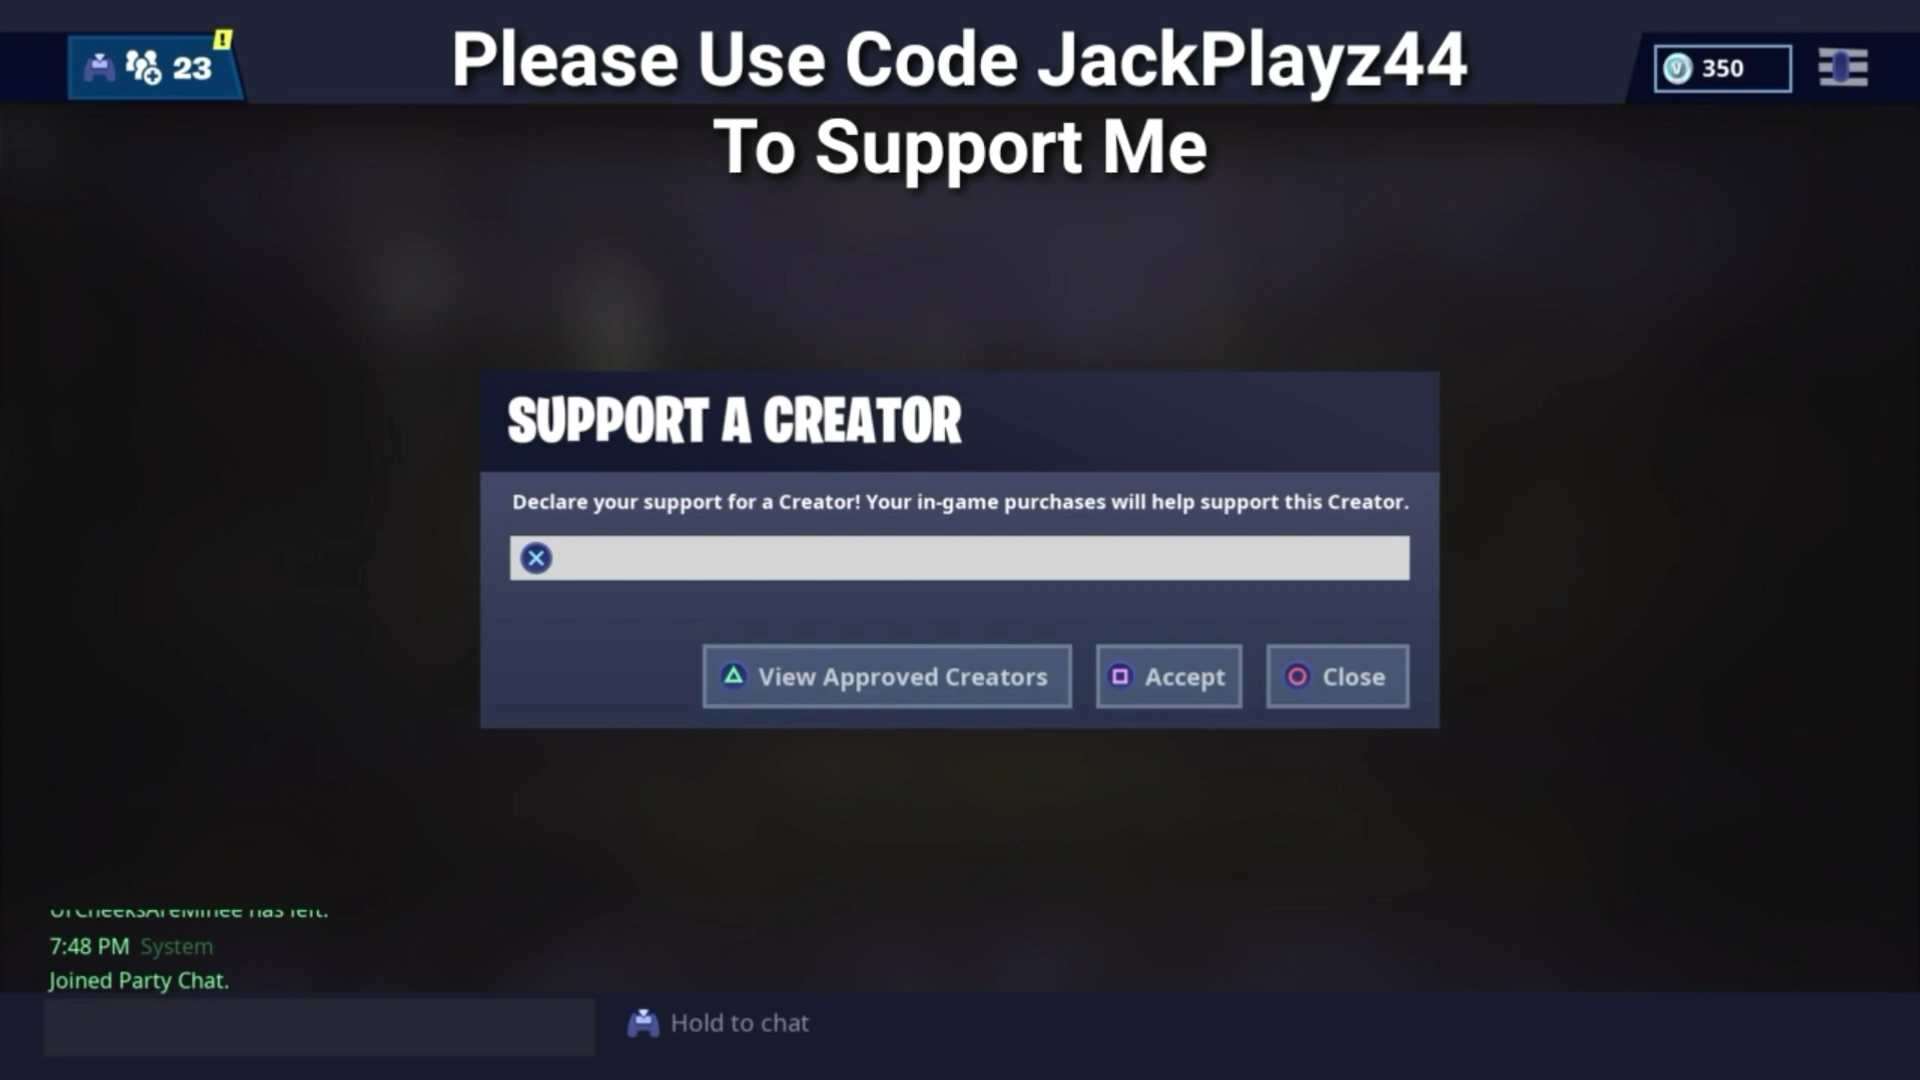 23
!
Please Use Code JackPlayz44
To Support Me
350
SUPPORT A CREATOR
Declare your support for a Creator! Your in-game purchases will help support this Creator.
View Approved Creators
Accept
Close
has left.
7:48 PM System
Joined Party Chat.
Hold to chat